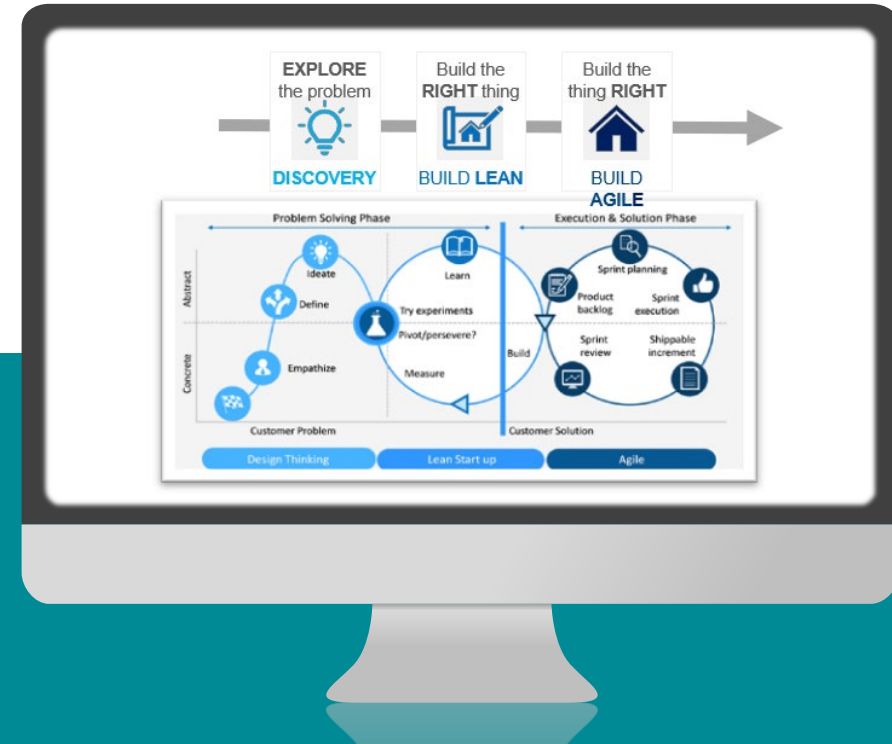 EXPLORE
the problem
DISCOVERY
Build the
RIGHT thing
BUILD LEAN
Build the
thing RIGHT
BUILD
AGILE
Problem Solving Phase
Execution & Solution Phase
Abstract
Concrete
Ideate
Define
Empathize
Learn
Try experiments
Pivot/persevere?
Measure
Build
Sprint planning
Product
backlog
Sprint
execution
Sprint
review
Shippable
increment
Customer Problem
Customer Solution
Design Thinking
Lean Start up
Agile